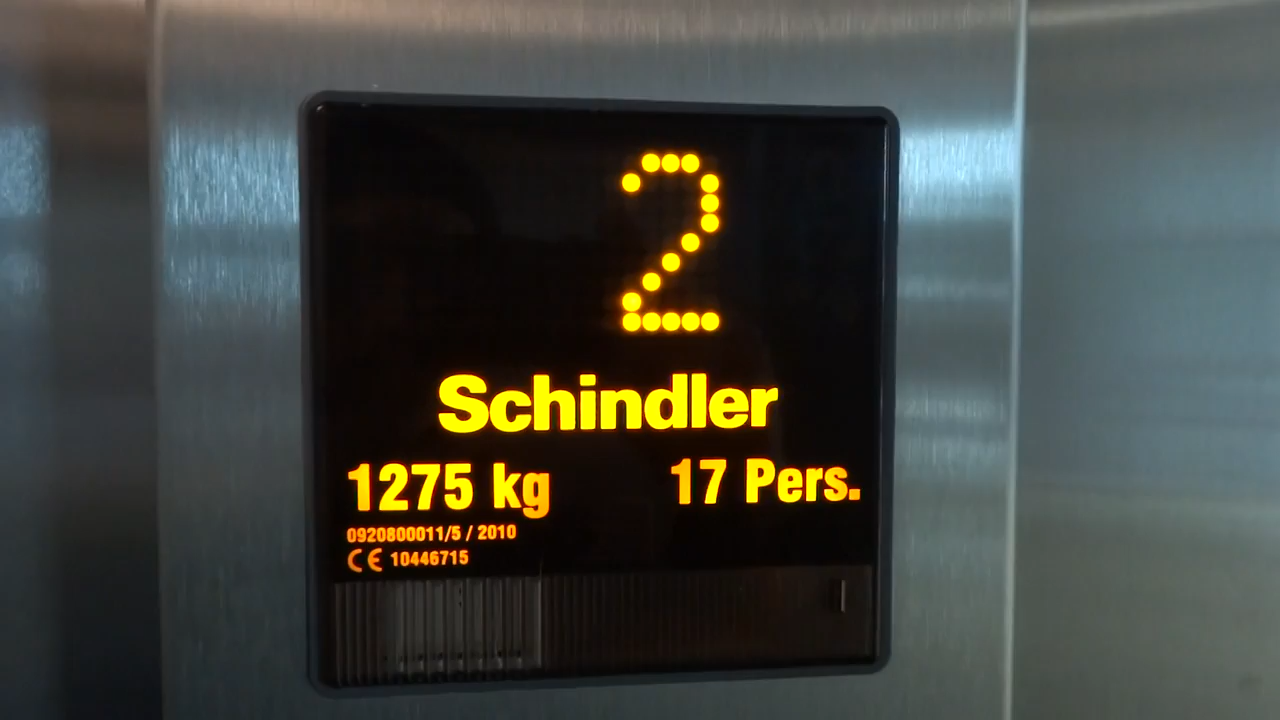 2
Schindler
1275 kg 17 Pers.
0920800011/5 / 2010
CE 10446715